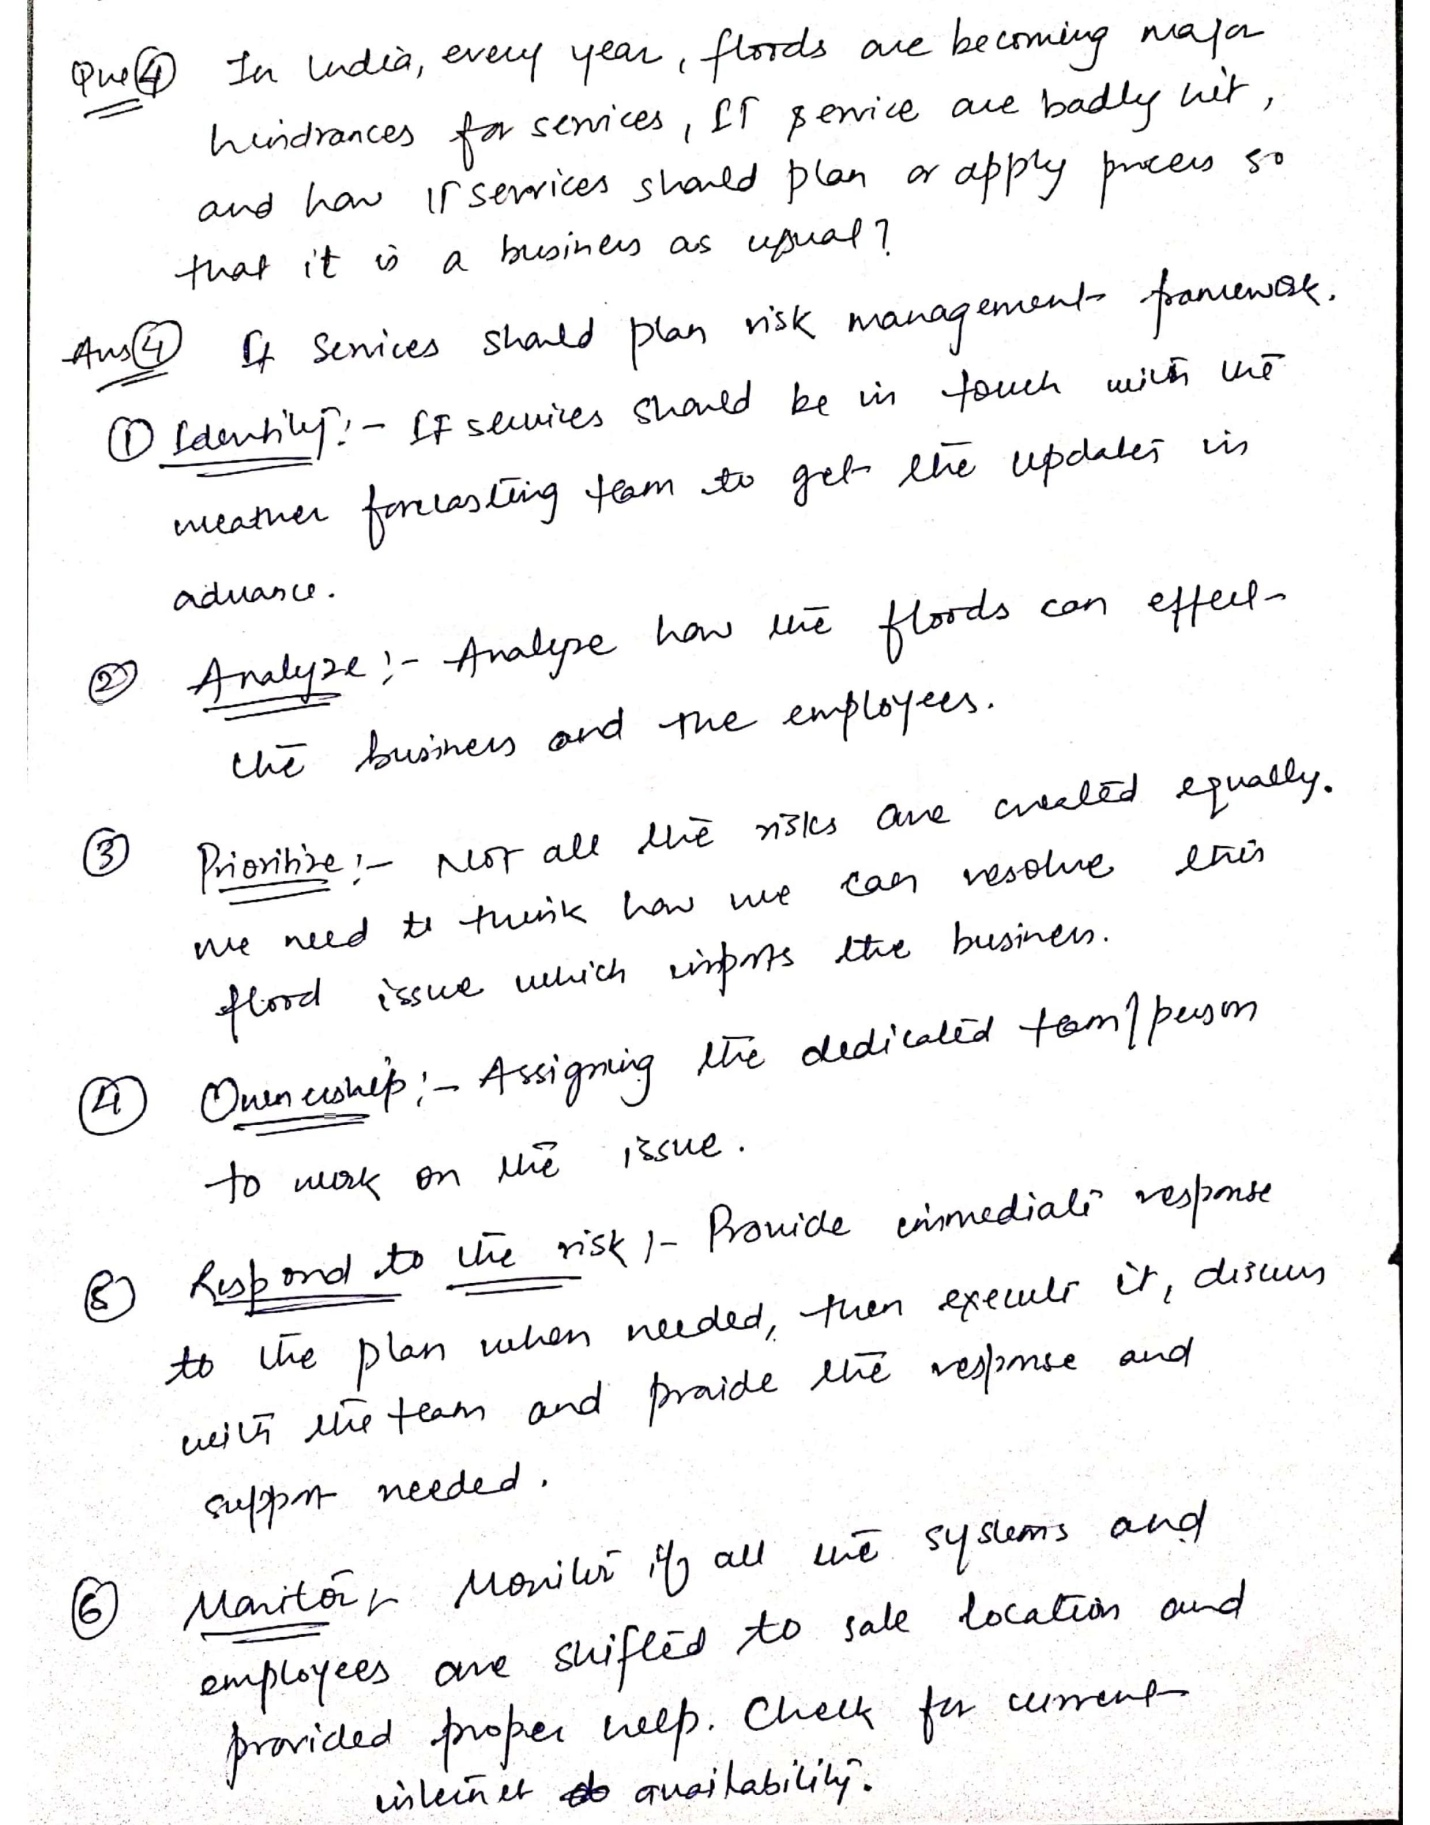 Que 4 In India, every year, floods are becoming major
hindrances for services, IT service are badly hit,
and how IT services should plan or apply process so
that it is a business as usual?
Ans 4 IT Services should plan risk management framework.
① Identify:- IT services should be in touch with the
weather forecasting team to get the updates in
advance.
② Analyze:- Analyse how the floods can effect
the business and the employees.
③ Prioritize:- Not all the risks are created equally.
we need to think how we can resolve this
flood issue which the business.
④ Ownership:- Assigning the dedicated team/person
to work on the issue.
⑤ Respond to the risk:- Provide immediate response
to the plan when needed, then execute it, discuss
with the team and provide the response and
support needed.
⑥ Monitor:- Monitor if all the systems and
employees are shifted to safe location and
provided proper help. Check for current
internet availability.